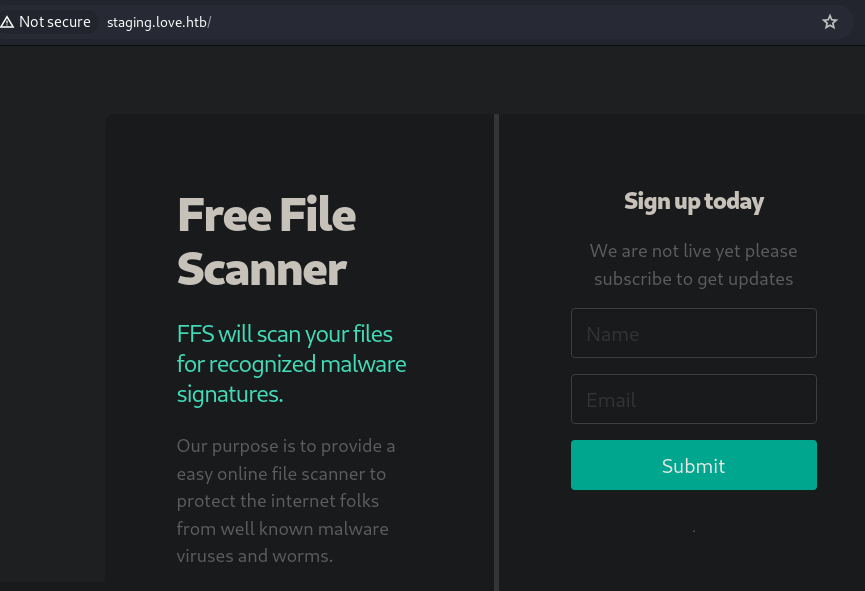 Not secure staging.love.htb/
Free File
Scanner
FFS will scan your files
for recognized malware
signatures.
Our purpose is to provide a
easy online file scanner to
protect the internet folks
from well known malware
viruses and worms.
Sign up today
We are not live yet please
subscribe to get updates
Name
Email
Submit
.